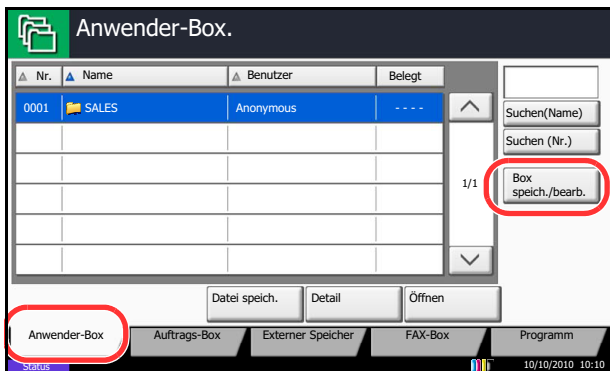 Anwender-Box.
Nr. Name Benutzer Belegt
0001 SALES Anonymous - - - -
Suchen(Name)
Suchen (Nr.)
1/1
Box
speich./bearb.
Datei speich. Detail Öffnen
Anwender-Box Auftrags-Box Externer Speicher FAX-Box Programm
Status 10/10/2010 10:10